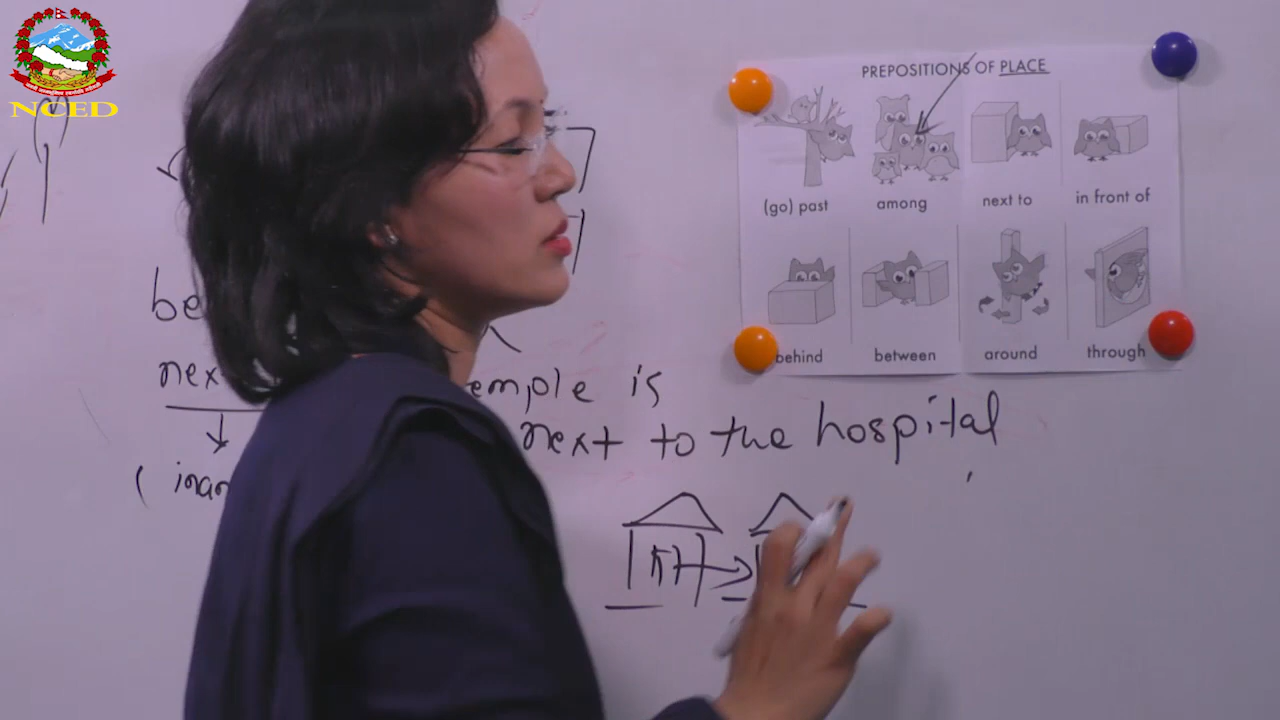 NCED
PREPOSITIONS OF PLACE
(go) past
among
next to
in front of
behind
between
around
through
is
next to the hospital